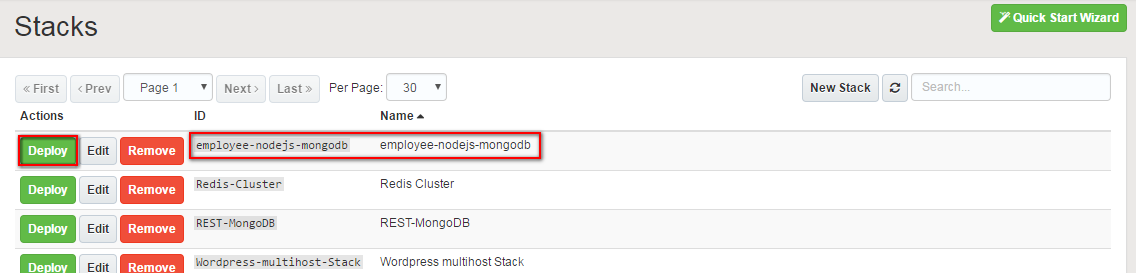 Stacks
Quick Start Wizard
« First ‹ Prev Page 1 Next › Last » Per Page: 30 New Stack Search...
Actions ID Name
Deploy Edit Remove employee-nodejs-mongodb employee-nodejs-mongodb
Deploy Edit Remove Redis-Cluster Redis Cluster
Deploy Edit Remove REST-MongoDB REST-MongoDB
Deploy Edit Remove Wordpress-multihost-Stack Wordpress multihost Stack